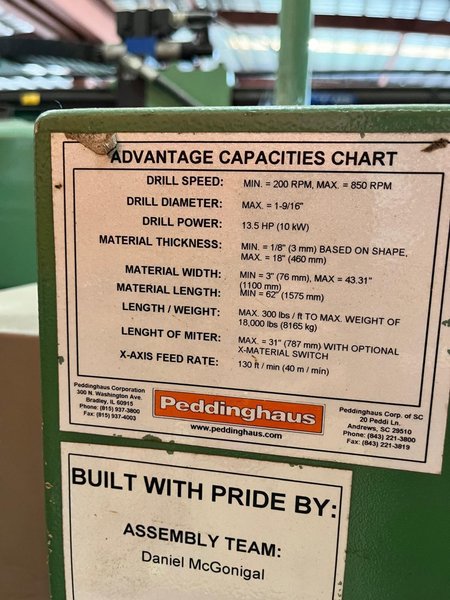 ADVANTAGE CAPACITIES CHART
DRILL SPEED: MIN. = 200 RPM, MAX. = 850 RPM
DRILL DIAMETER: MAX. = 1-9/16"
DRILL POWER: 13.5 HP (10 kW)
MATERIAL THICKNESS: MIN. = 1/8" (3 mm) BASED ON SHAPE,
MAX. = 18" (460 mm)
MATERIAL WIDTH: MIN = 3" (76 mm), MAX = 43.31"
(1100 mm)
MATERIAL LENGTH: MIN = 62" (1575 mm)
LENGTH / WEIGHT: MAX. 300 lbs / ft TO MAX. WEIGHT OF
18,000 lbs (8165 kg)
LENGHT OF MITER: MAX. = 31" (787 mm) WITH OPTIONAL
X-MATERIAL SWITCH
X-AXIS FEED RATE: 130 ft / min (40 m / min)
Peddinghaus Corporation
300 N. Washington Ave.
Bradley, IL 60915
Phone: (815) 937-3800
Fax: (815) 937-4003
Peddinghaus
www.peddinghaus.com
Peddinghaus Corp. of SC
20 Peddi Ln.
Andrews, SC 29510
Phone: (843) 221-3800
Fax: (843) 221-3819
BUILT WITH PRIDE BY:
ASSEMBLY TEAM:
Daniel McGonigal